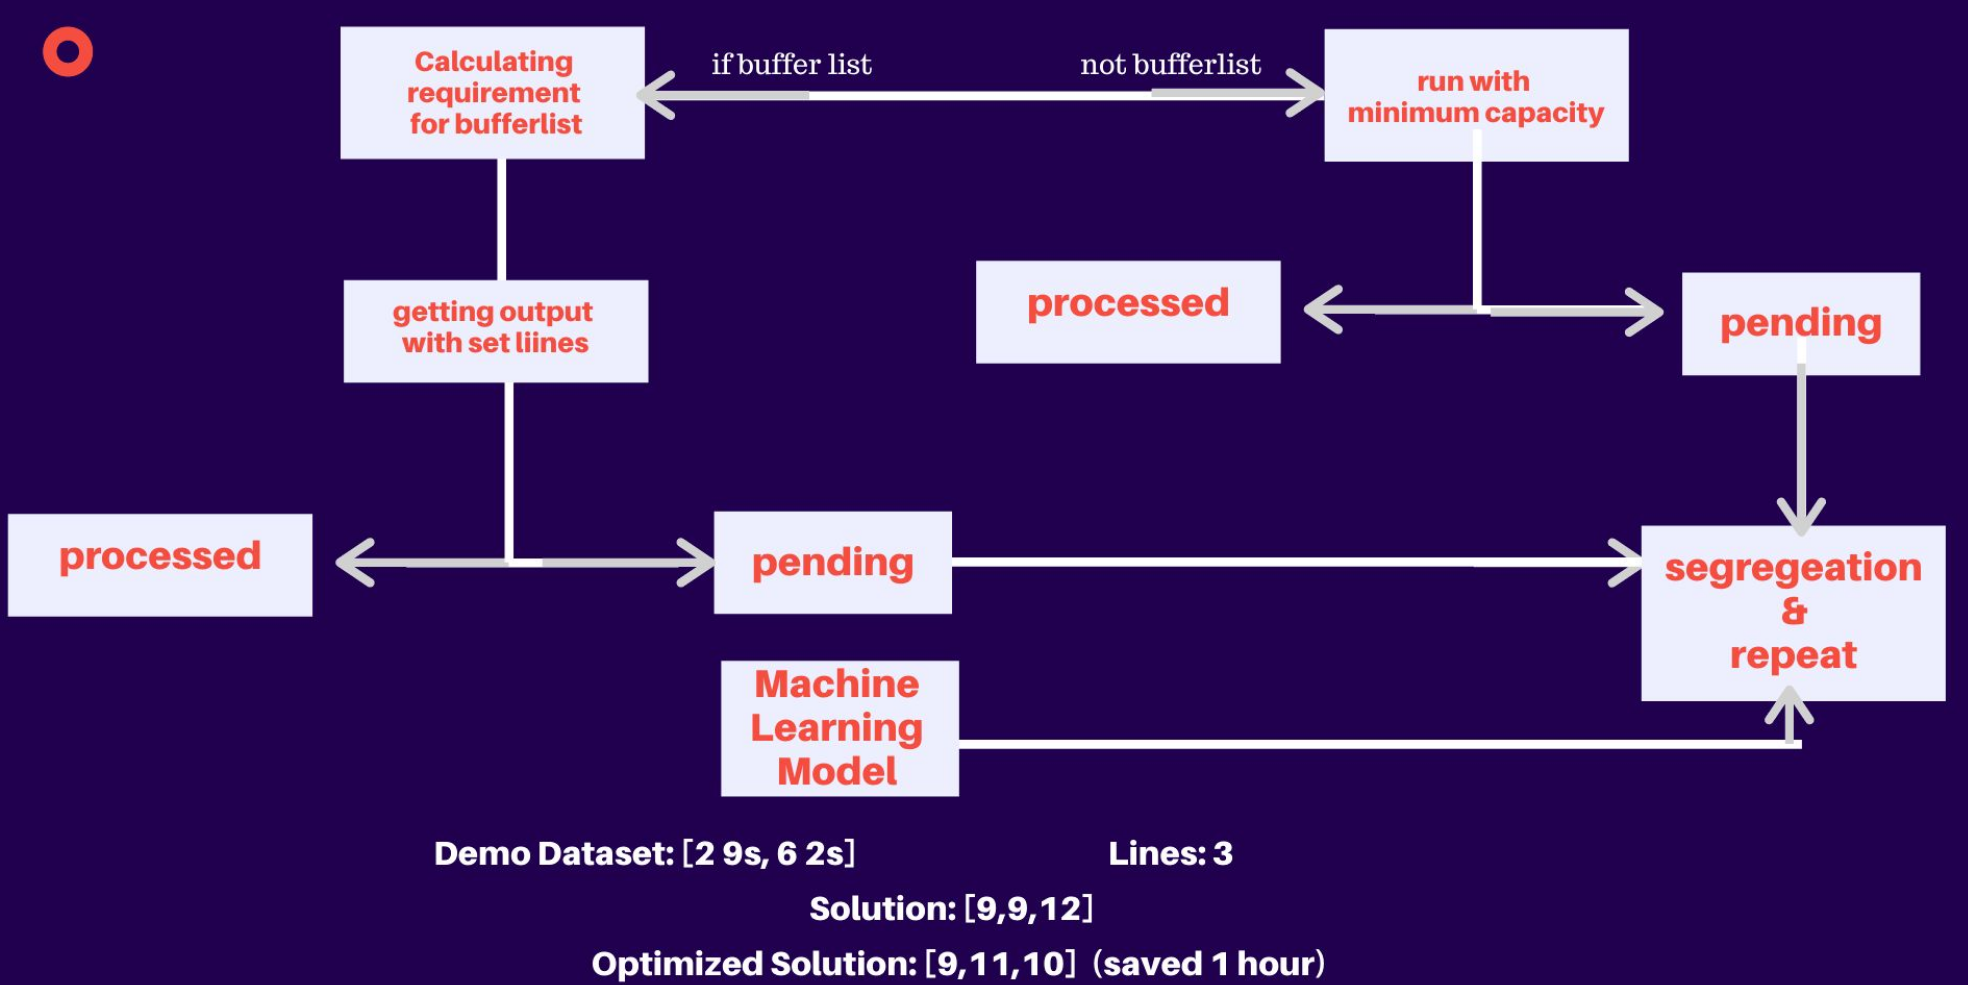 Calculating
requirement
for bufferlist
if buffer list
not bufferlist
run with
minimum capacity
getting output
with set liines
processed
pending
processed
pending
segregeation
&
repeat
Machine
Learning
Model
Demo Dataset: [2 9s, 6 2s]
Lines: 3
Solution: [9,9,12]
Optimized Solution: [9,11,10] (saved 1 hour)